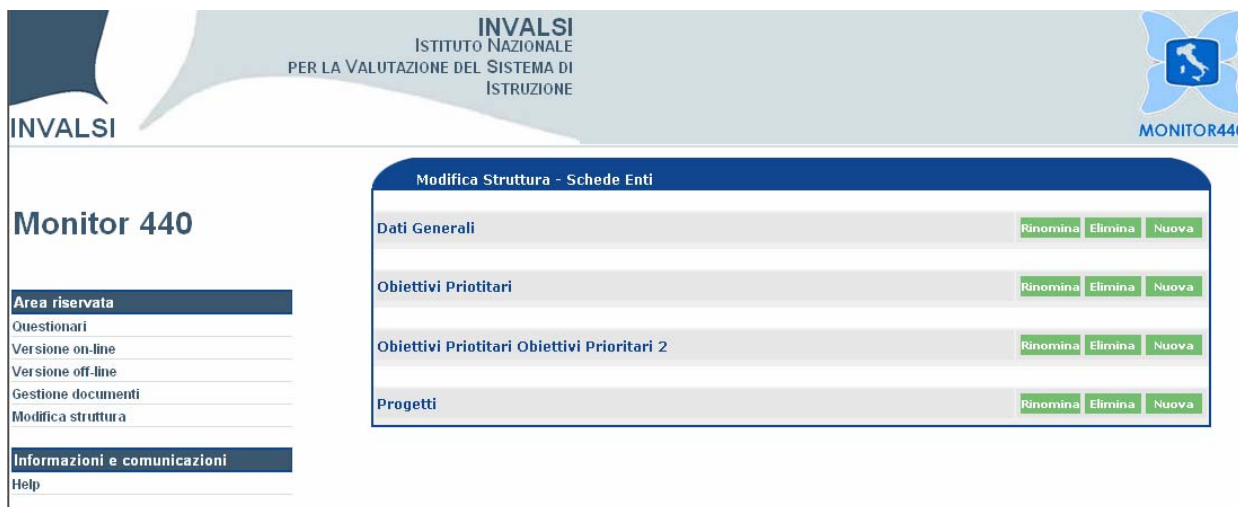 INVALSI
ISTITUTO NAZIONALE
PER LA VALUTAZIONE DEL SISTEMA DI
ISTRUZIONE
INVALSI
MONITOR440
Modifica Struttura - Schede Enti
Monitor 440
Dati Generali Rinomina Elimina Nuova
Obiettivi Priotitari Rinomina Elimina Nuova
Obiettivi Priotitari Obiettivi Prioritari 2 Rinomina Elimina Nuova
Progetti Rinomina Elimina Nuova
Area riservata
Questionari
Versione on-line
Versione off-line
Gestione documenti
Modifica struttura
Informazioni e comunicazioni
Help